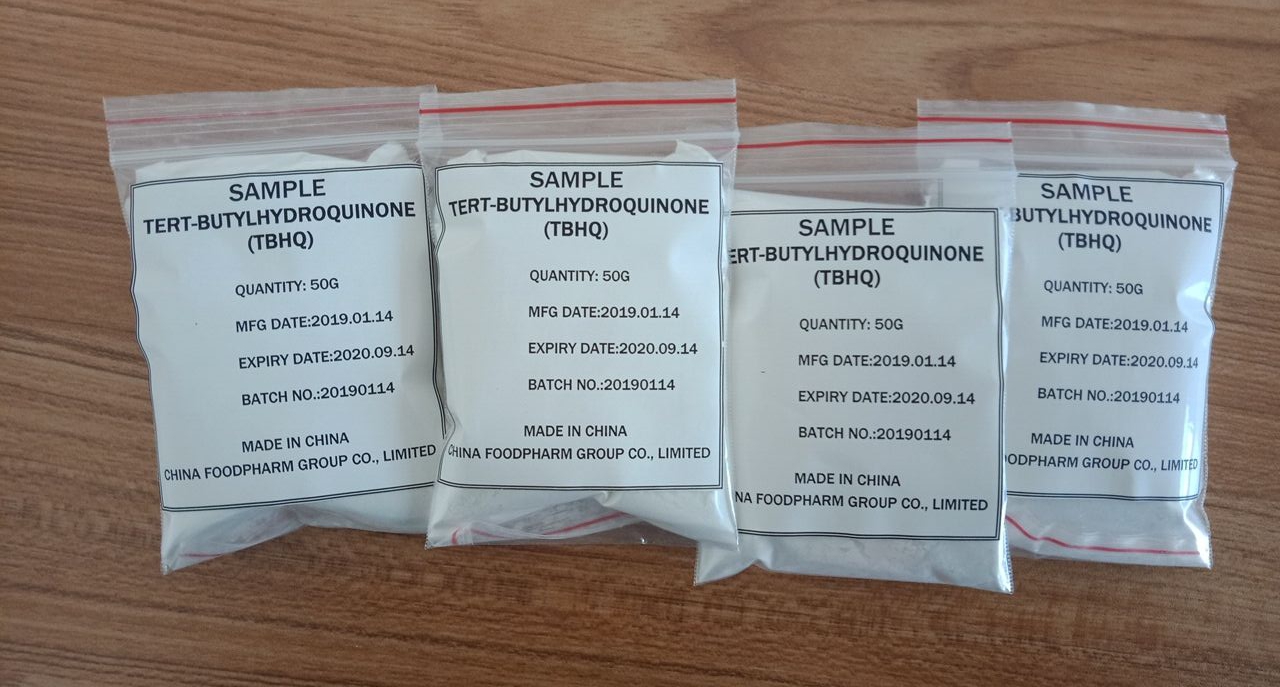 SAMPLE
TERT-BUTYLHYDROQUINONE
(TBHQ)
QUANTITY: 50G
MFG DATE:2019.01.14
EXPIRY DATE:2020.09.14
BATCH NO.:20190114
MADE IN CHINA
CHINA FOODPHARM GROUP CO., LIMITED
SAMPLE
TERT-BUTYLHYDROQUINONE
(TBHQ)
QUANTITY: 50G
MFG DATE:2019.01.14
EXPIRY DATE:2020.09.14
BATCH NO.:20190114
MADE IN CHINA
CHINA FOODPHARM GROUP CO., LIMITED
SAMPLE
ERT-BUTYLHYDROQUINONE
(TBHQ)
QUANTITY: 50G
MFG DATE:2019.01.14
EXPIRY DATE:2020.09.14
BATCH NO.:20190114
MADE IN CHINA
NA FOODPHARM GROUP CO., LIMITED
SAMPLE
BUTYLHYDROQUINONE
(TBHQ)
QUANTITY: 50G
MFG DATE:2019.01.14
EXPIRY DATE:2020.09.14
BATCH NO.:20190114
MADE IN CHINA
OODPHARM GROUP CO., LIMITED